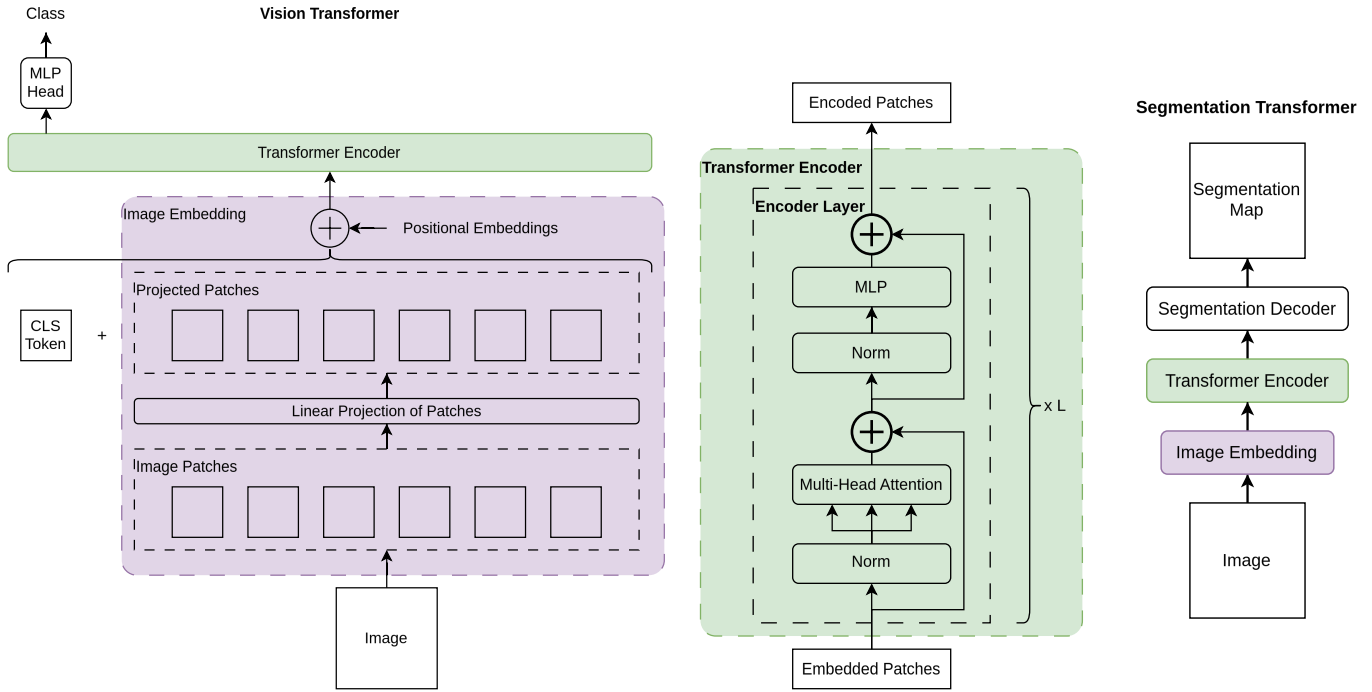 Class
Vision Transformer
MLP
Head
Transformer Encoder
Image Embedding
Positional Embeddings
Projected Patches
CLS
Token
+
Linear Projection of Patches
Image Patches
Image
Encoded Patches
Transformer Encoder
Encoder Layer
MLP
Norm
x L
Multi-Head Attention
Norm
Embedded Patches
Segmentation Transformer
Segmentation
Map
Segmentation Decoder
Transformer Encoder
Image Embedding
Image